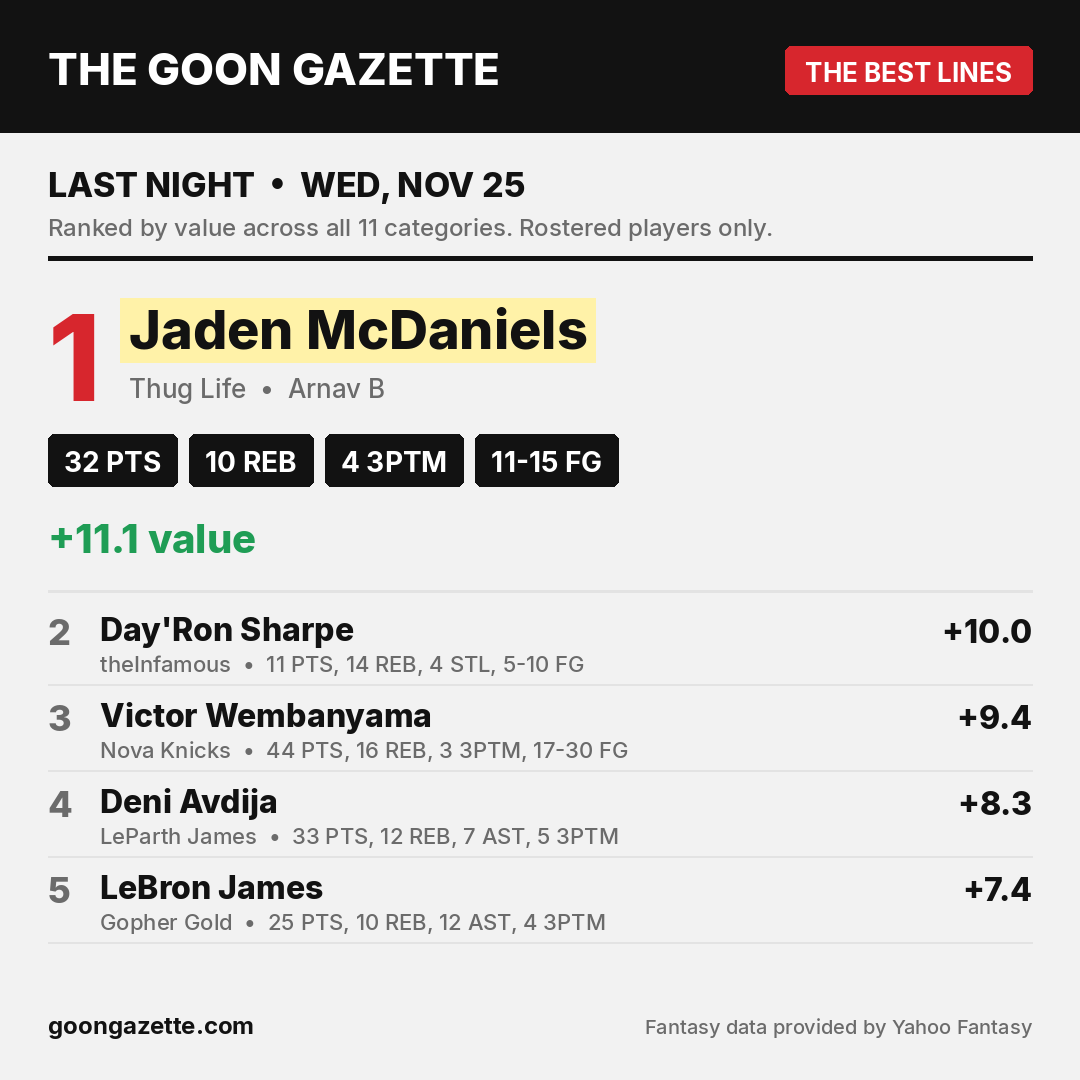 THE GOON GAZETTE
THE BEST LINES
LAST NIGHT • WED, NOV 25
Ranked by value across all 11 categories. Rostered players only.
1
Jaden McDaniels
Thug Life • Arnav B
32 PTS 10 REB 4 3PTM 11-15 FG
+11.1 value
2 Day'Ron Sharpe +10.0
theInfamous • 11 PTS, 14 REB, 4 STL, 5-10 FG
3 Victor Wembanyama +9.4
Nova Knicks • 44 PTS, 16 REB, 3 3PTM, 17-30 FG
4 Deni Avdija +8.3
LeParth James • 33 PTS, 12 REB, 7 AST, 5 3PTM
5 LeBron James +7.4
Gopher Gold • 25 PTS, 10 REB, 12 AST, 4 3PTM
goongazette.com
Fantasy data provided by Yahoo Fantasy